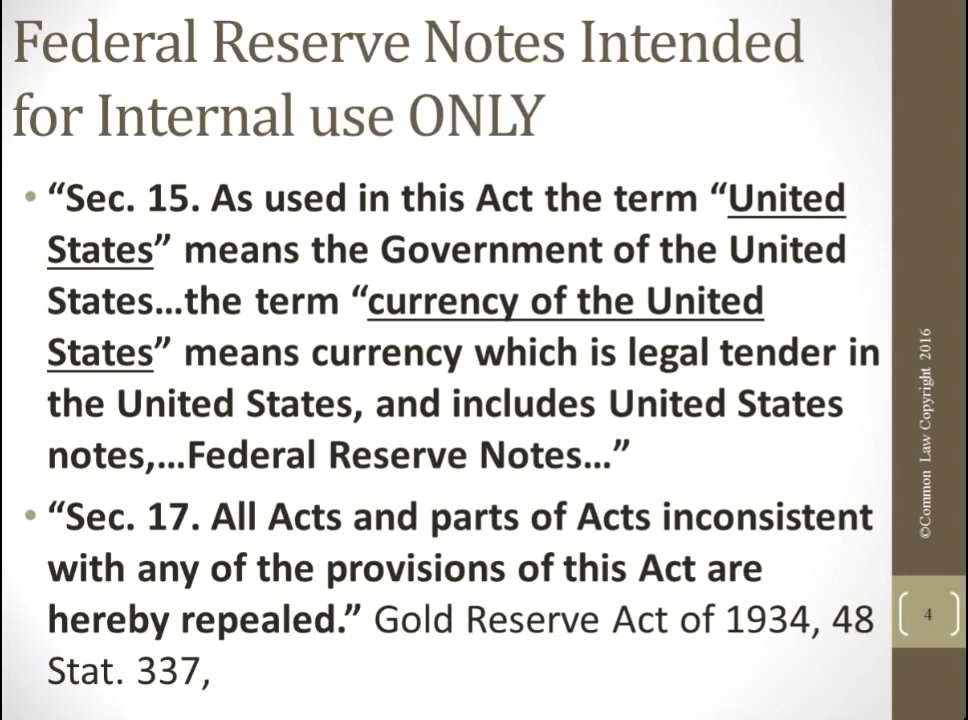 Federal Reserve Notes Intended
for Internal use ONLY
• “Sec. 15. As used in this Act the term “United
States” means the Government of the United
States…the term “currency of the United
States” means currency which is legal tender in
the United States, and includes United States
notes,…Federal Reserve Notes…”
• “Sec. 17. All Acts and parts of Acts inconsistent
with any of the provisions of this Act are
hereby repealed.” Gold Reserve Act of 1934, 48
Stat. 337,
©Common Law Copyright 2016
4